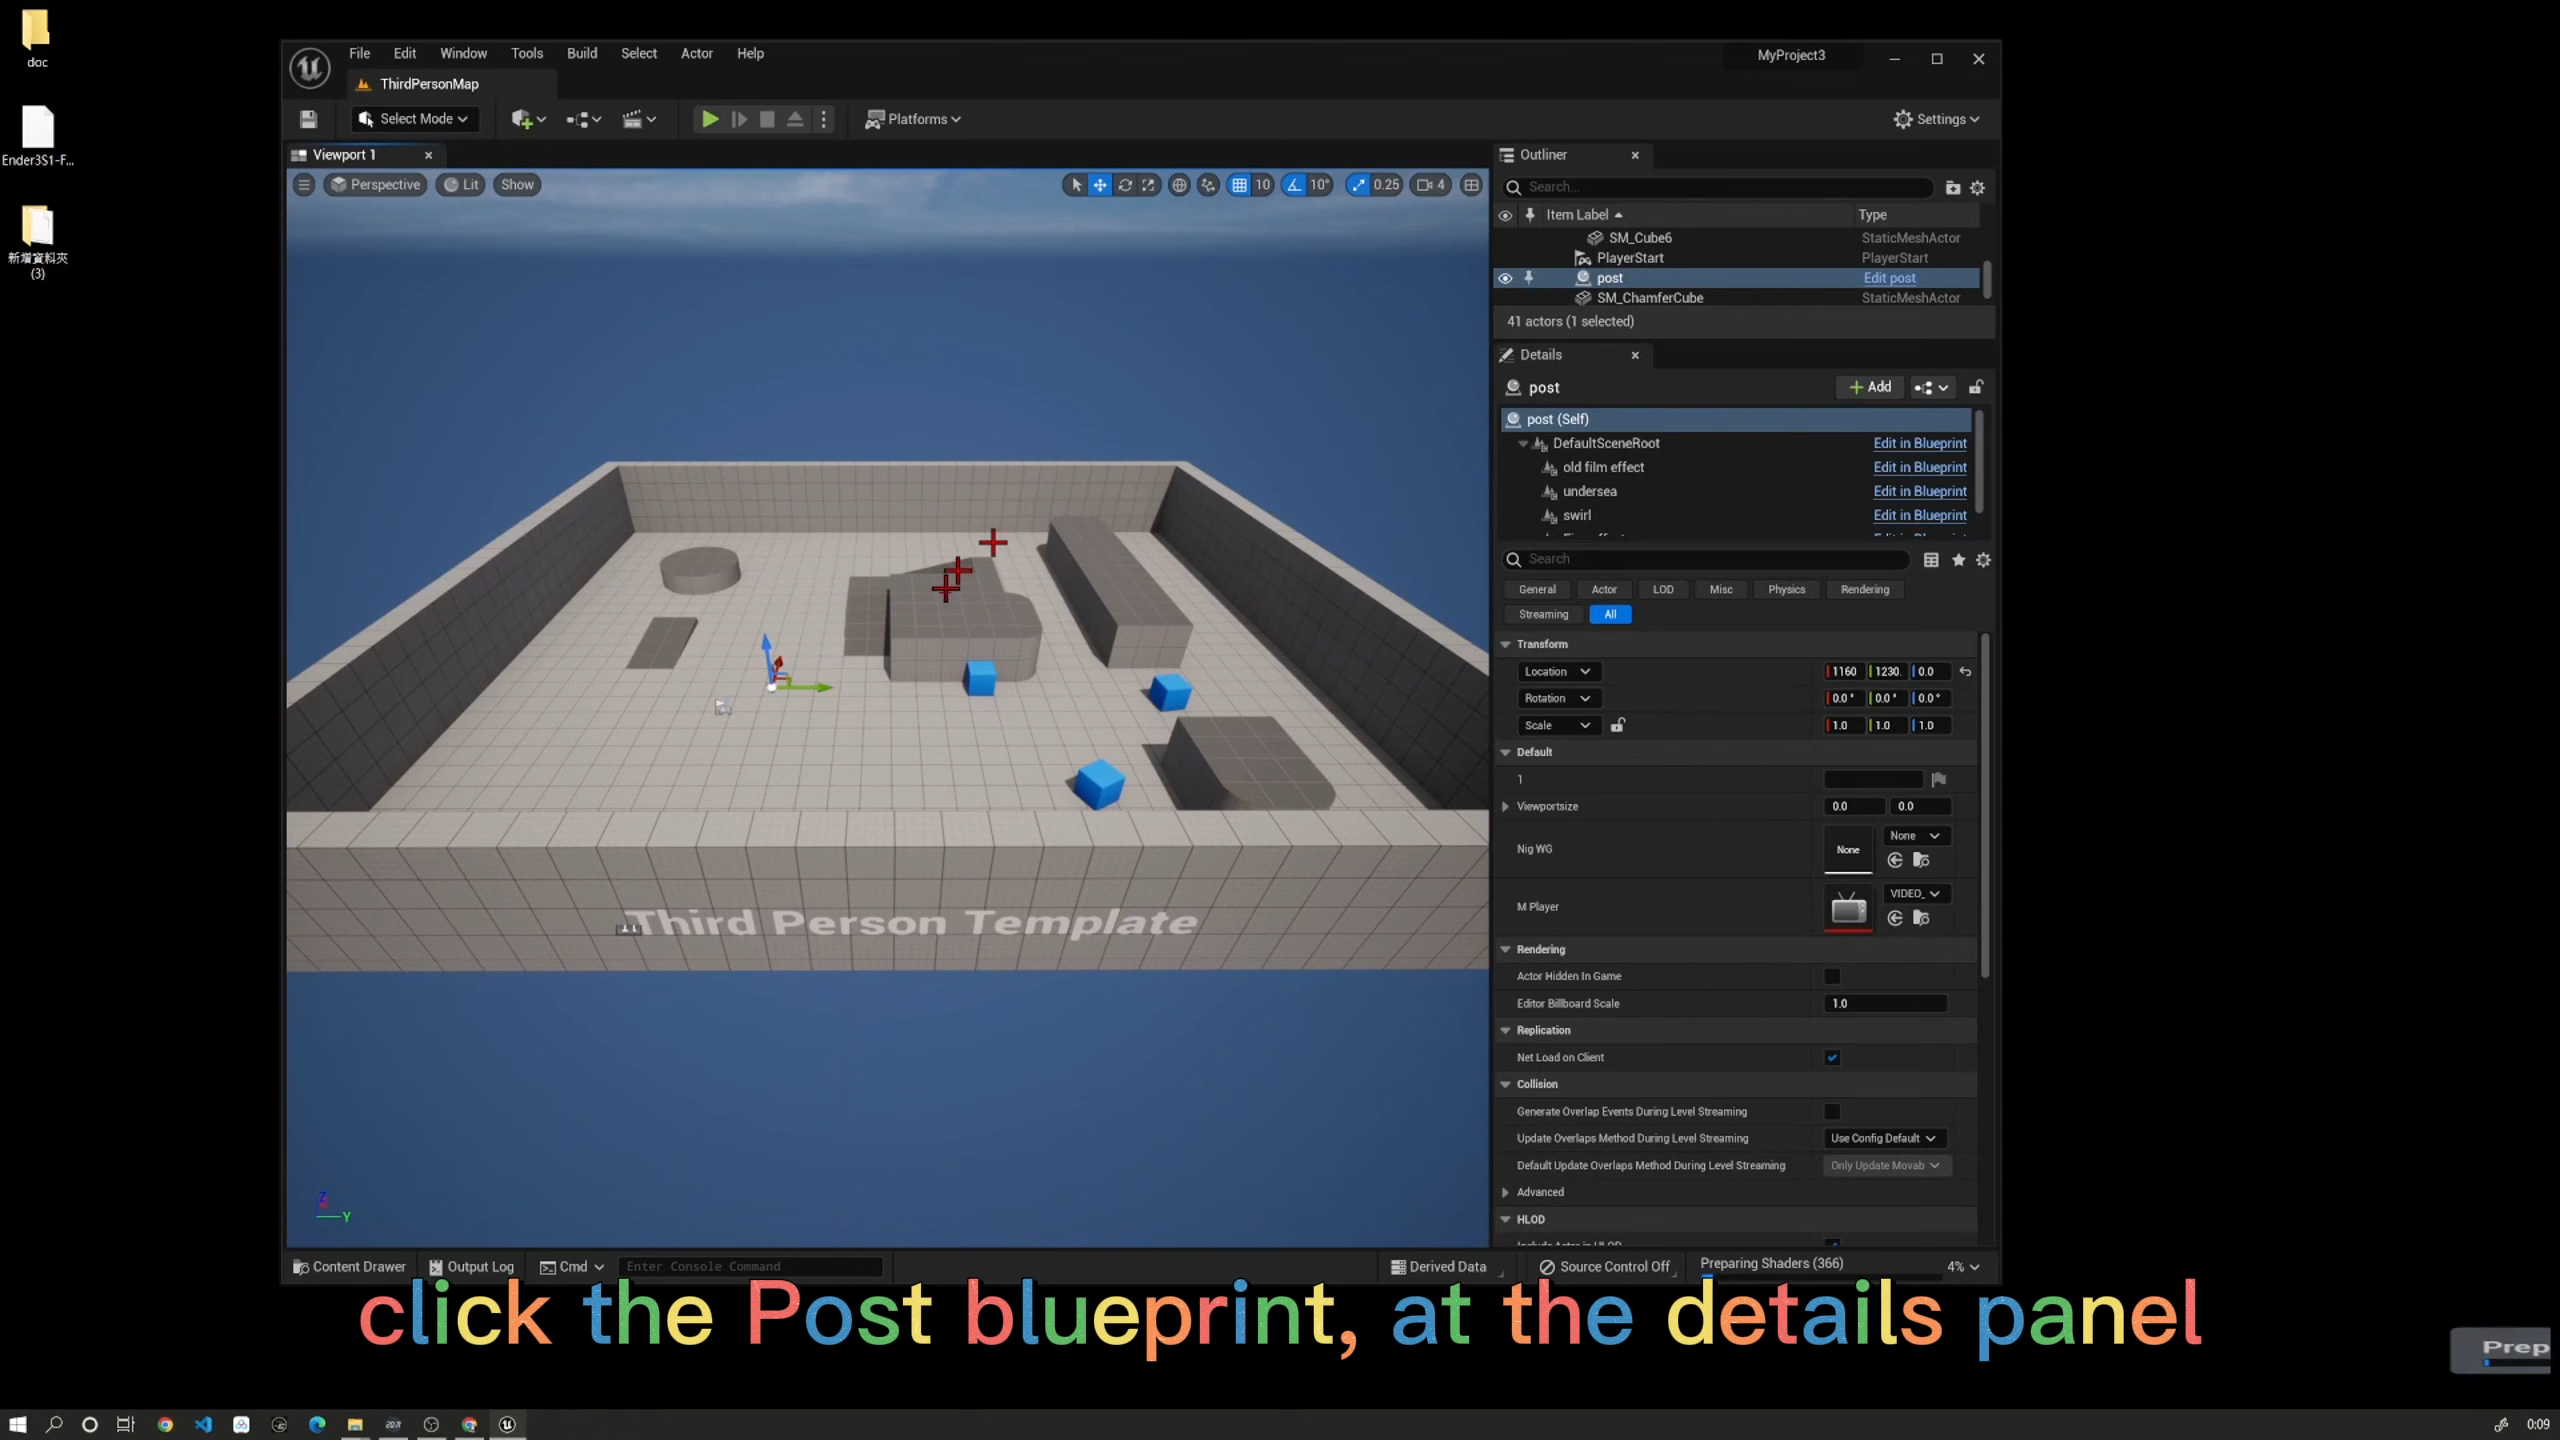 doc
Ender3S1-F...
新增資料夾
(3)
File Edit Window Tools Build Select Actor Help
MyProject3
ThirdPersonMap
Select Mode
Platforms
Settings
Viewport 1
Perspective
Lit
Show
10
10°
0.25
4
Outliner
Search...
Item Label
Type
SM_Cube6 StaticMeshActor
PlayerStart PlayerStart
post Edit post
SM_ChamferCube StaticMeshActor
41 actors (1 selected)
Details
post
Add
post (Self)
DefaultSceneRoot Edit in Blueprint
old film effect Edit in Blueprint
undersea Edit in Blueprint
swirl Edit in Blueprint
Search
General Actor LOD Misc Physics Rendering
Streaming All
Transform
Location 1160 1230. 0.0
Rotation 0.0° 0.0° 0.0°
Scale 1.0 1.0 1.0
Default
1
Viewportsize 0.0 0.0
None
Nig WG None
VIDEO_
M Player
Rendering
Actor Hidden In Game
Editor Billboard Scale 1.0
Replication
Net Load on Client
Collision
Generate Overlap Events During Level Streaming
Update Overlaps Method During Level Streaming Use Config Default
Default Update Overlaps Method During Level Streaming Only Update Movab
Advanced
HLOD
Third Person Template
Z
Y
Content Drawer
Output Log
Cmd
Enter Console Command
Derived Data
Source Control Off
Preparing Shaders (366)
4%
click the Post blueprint, at the details panel
Prep
0:09